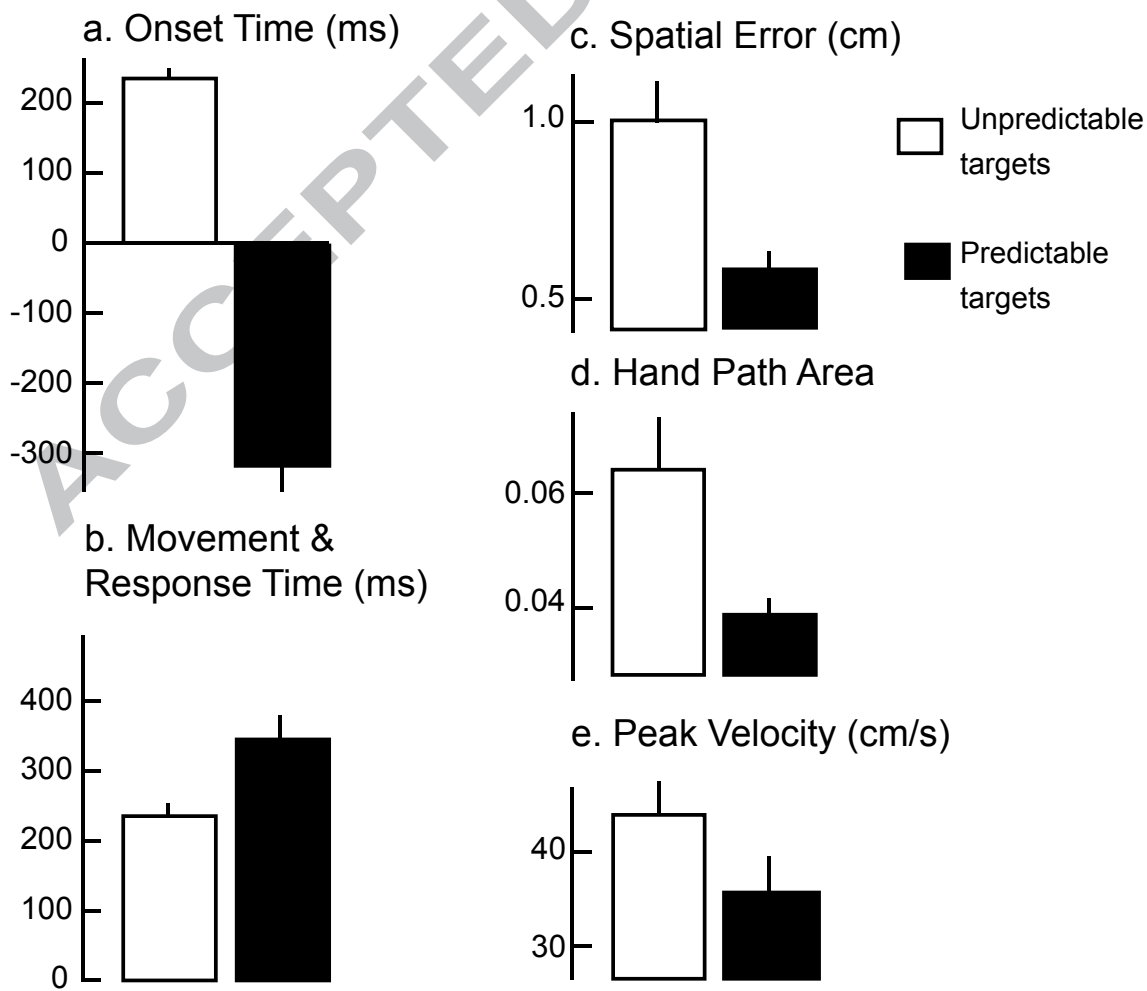 a. Onset Time (ms)
200
100
0
-100
-200
-300
b. Movement &
Response Time (ms)
400
300
200
100
0
c. Spatial Error (cm)
1.0
0.5
d. Hand Path Area
0.06
0.04
e. Peak Velocity (cm/s)
40
30
Unpredictable
targets
Predictable
targets
ACCEPTED